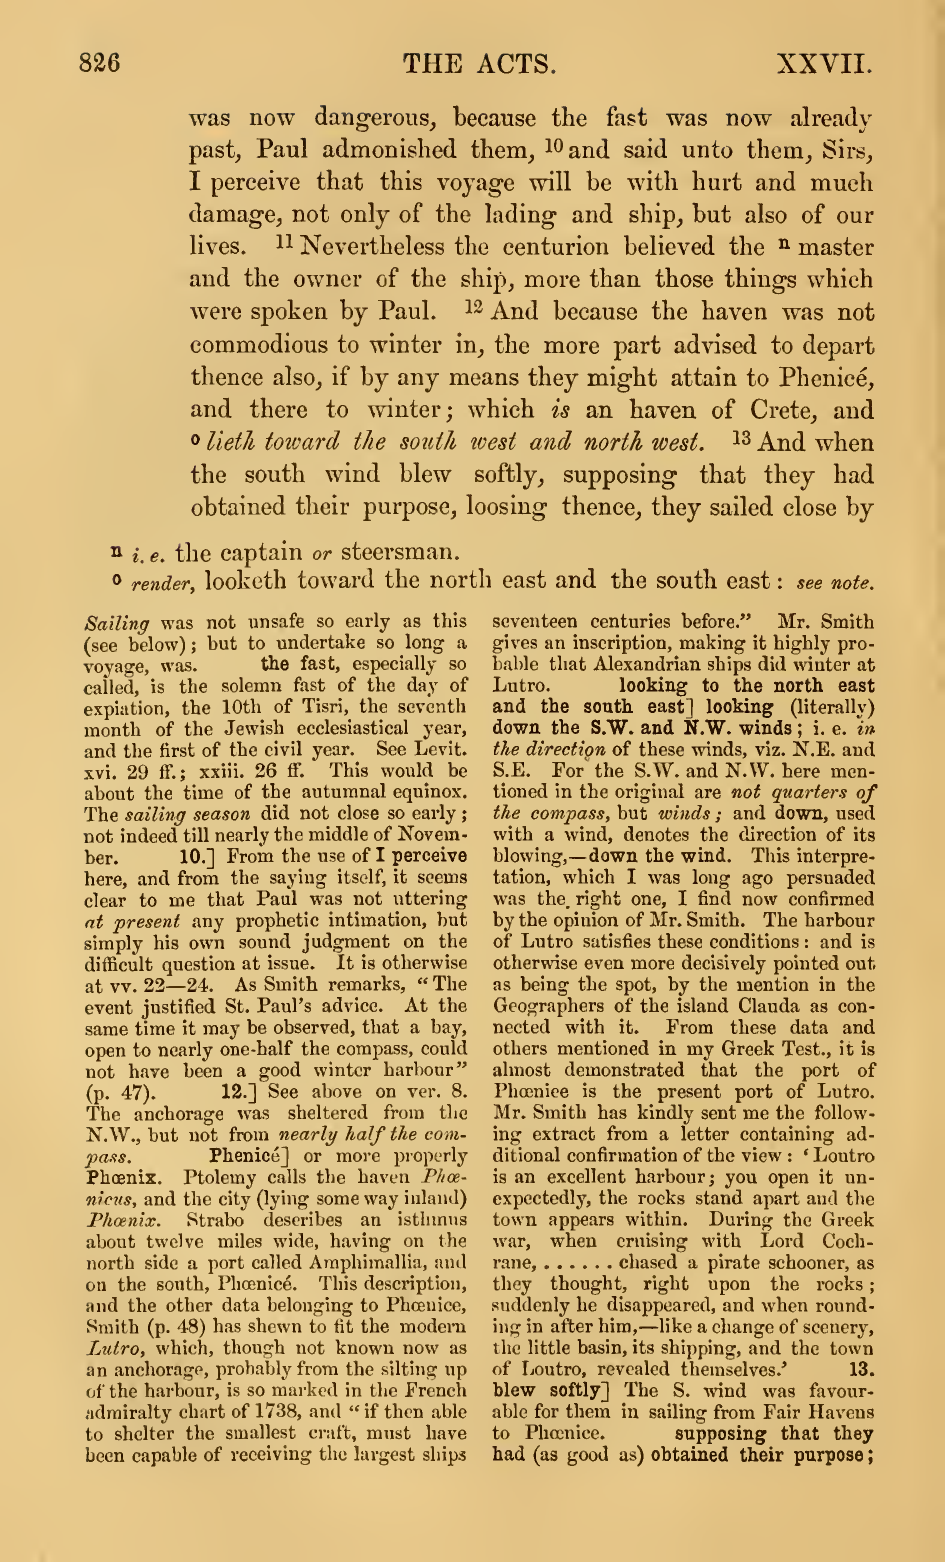 826 THE ACTS. XXVII.
was now dangerous, because the fast was now already
past, Paul admonished them, 10 and said unto them, Sirs,
I perceive that this voyage will be with hurt and much
damage, not only of the lading and ship, but also of our
lives. 11 Nevertheless the centurion believed the n master
and the owner of the ship, more than those things which
were spoken by Paul. 12 And because the haven was not
commodious to winter in, the more part advised to depart
thence also, if by any means they might attain to Phenicé,
and there to winter; which is an haven of Crete, and
o lieth toward the south west and north west. 13 And when
the south wind blew softly, supposing that they had
obtained their purpose, loosing thence, they sailed close by
n i. e. the captain or steersman.
o render, looketh toward the north east and the south east: see note.
Sailing was not unsafe so early as this
(see below); but to undertake so long a
voyage, was. the fast, especially so
called, is the solemn fast of the day of
expiation, the 10th of Tisri, the seventh
month of the Jewish ecclesiastical year,
and the first of the civil year. See Levit.
xvi. 29 ff.; xxiii. 26 ff. This would be
about the time of the autumnal equinox.
The sailing season did not close so early;
not indeed till nearly the middle of Novem-
ber. 10.] From the use of I perceive
here, and from the saying itself, it seems
clear to me that Paul was not uttering
at present any prophetic intimation, but
simply his own sound judgment on the
difficult question at issue. It is otherwise
at vv. 22—24. As Smith remarks, “The
event justified St. Paul's advice. At the
same time it may be observed, that a bay,
open to nearly one-half the compass, could
not have been a good winter harbour”
(p. 47). 12.] See above on ver. 8.
The anchorage was sheltered from the
N.W., but not from nearly half the com-
pass. Phenicé] or more properly
Phœnix. Ptolemy calls the haven Phœ-
nicus, and the city (lying some way inland)
Phœnix. Strabo describes an isthmus
about twelve miles wide, having on the
north side a port called Amphimallia, and
on the south, Phœnicé. This description,
and the other data belonging to Phœnice,
Smith (p. 48) has shewn to fit the modern
Lutro, which, though not known now as
an anchorage, probably from the silting up
of the harbour, is so marked in the French
admiralty chart of 1738, and “if then able
to shelter the smallest craft, must have
been capable of receiving the largest ships
seventeen centuries before.” Mr. Smith
gives an inscription, making it highly pro-
bable that Alexandrian ships did winter at
Lutro. looking to the north east
and the south east] looking (literally)
down the S.W. and N.W. winds; i. e. in
the direction of these winds, viz. N.E. and
S.E. For the S.W. and N.W. here men-
tioned in the original are not quarters of
the compass, but winds; and down, used
with a wind, denotes the direction of its
blowing,—down the wind. This interpre-
tation, which I was long ago persuaded
was the right one, I find now confirmed
by the opinion of Mr. Smith. The harbour
of Lutro satisfies these conditions: and is
otherwise even more decisively pointed out
as being the spot, by the mention in the
Geographers of the island Clauda as con-
nected with it. From these data and
others mentioned in my Greek Test., it is
almost demonstrated that the port of
Phœnice is the present port of Lutro.
Mr. Smith has kindly sent me the follow-
ing extract from a letter containing ad-
ditional confirmation of the view: ‘Loutro
is an excellent harbour; you open it un-
expectedly, the rocks stand apart and the
town appears within. During the Greek
war, when cruising with Lord Coch-
rane, . . . . . . chased a pirate schooner, as
they thought, right upon the rocks;
suddenly he disappeared, and when round-
ing in after him,—like a change of scenery,
the little basin, its shipping, and the town
of Loutro, revealed themselves.’ 13.
blew softly] The S. wind was favour-
able for them in sailing from Fair Havens
to Phœnice. supposing that they
had (as good as) obtained their purpose;